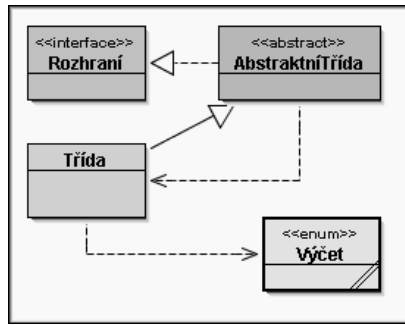 <<interface>>
Rozhraní
<<abstract>>
AbstraktníTřída
Třída
<<enum>>
Výčet